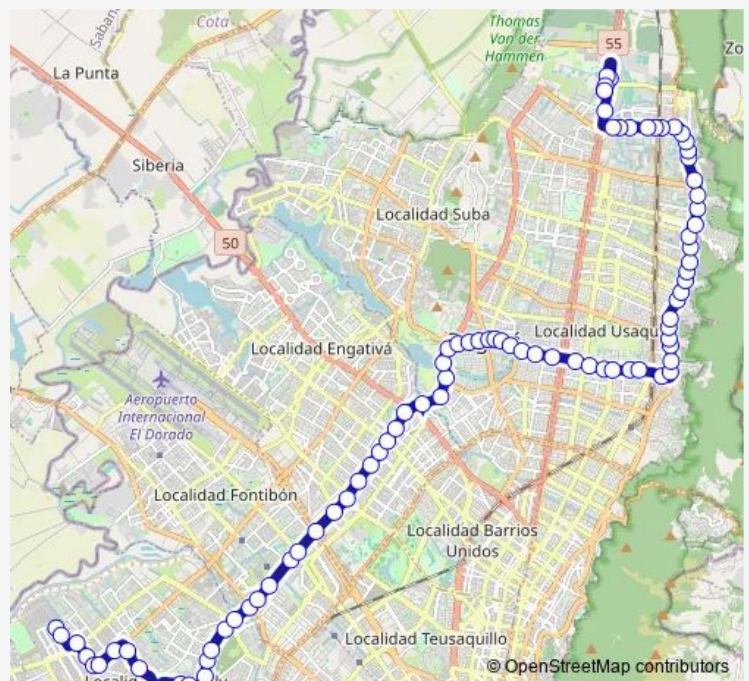 Cota
Thomas
Van der
Hammen
55
La Punta
Siberia
Localidad Suba
50
Localidad Usaqu
Localidad Engativá
Aeropuerto
Internacional
El Dorado
Localidad Fontibón
Localidad Barrios
Unidos
Localidad Teusaquillo
© OpenStreetMap contributors